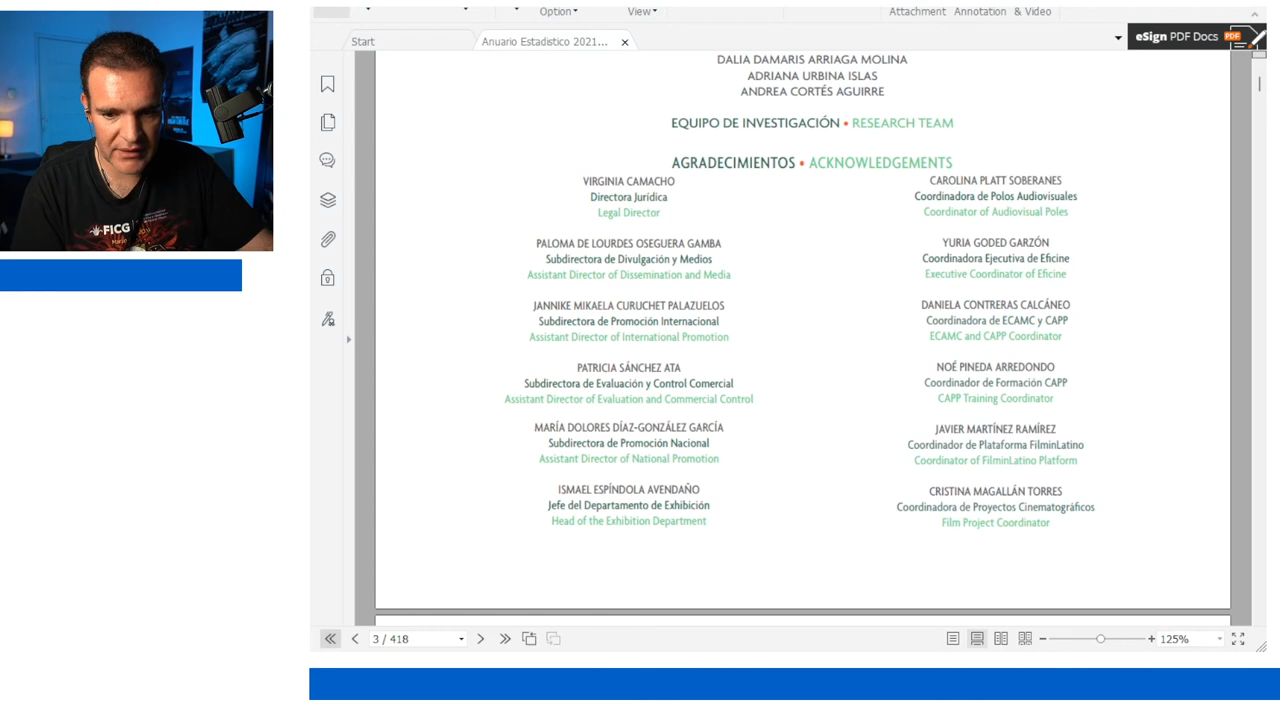 Option
View
Attachment Annotation & Video
Start
Anuario Estadistico 2021...
eSign PDF Docs PDF
DALIA DAMARIS ARRIAGA MOLINA
ADRIANA URBINA ISLAS
ANDREA CORTÉS AGUIRRE
EQUIPO DE INVESTIGACIÓN • RESEARCH TEAM
AGRADECIMIENTOS • ACKNOWLEDGEMENTS
VIRGINIA CAMACHO
Directora Jurídica
Legal Director
PALOMA DE LOURDES OSEGUERA GAMBA
Subdirectora de Divulgación y Medios
Assistant Director of Dissemination and Media
JANNIKE MIKAELA CURUCHET PALAZUELOS
Subdirectora de Promoción Internacional
Assistant Director of International Promotion
PATRICIA SÁNCHEZ ATA
Subdirectora de Evaluación y Control Comercial
Assistant Director of Evaluation and Commercial Control
MARÍA DOLORES DÍAZ-GONZÁLEZ GARCÍA
Subdirectora de Promoción Nacional
Assistant Director of National Promotion
ISMAEL ESPÍNDOLA AVENDAÑO
Jefe del Departamento de Exhibición
Head of the Exhibition Department
CAROLINA PLATT SOBERANES
Coordinadora de Polos Audiovisuales
Coordinator of Audiovisual Poles
YURIA GODED GARZÓN
Coordinadora Ejecutiva de Eficine
Executive Coordinator of Eficine
DANIELA CONTRERAS CALCÁNEO
Coordinadora de ECAMC y CAPP
ECAMC and CAPP Coordinator
NOÉ PINEDA ARREDONDO
Coordinador de Formación CAPP
CAPP Training Coordinator
JAVIER MARTÍNEZ RAMÍREZ
Coordinador de Plataforma FilminLatino
Coordinator of FilminLatino Platform
CRISTINA MAGALLÁN TORRES
Coordinadora de Proyectos Cinematográficos
Film Project Coordinator
3 / 418
125%
FICG